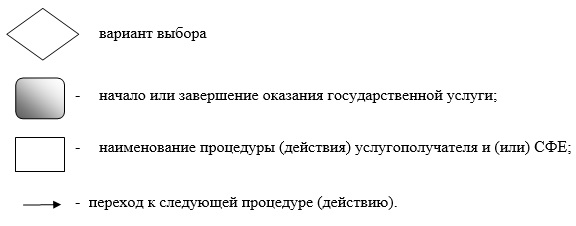 вариант выбора
- начало или завершение оказания государственной услуги;
- наименование процедуры (действия) услугополучателя и (или) СФЕ;
- переход к следующей процедуре (действию).